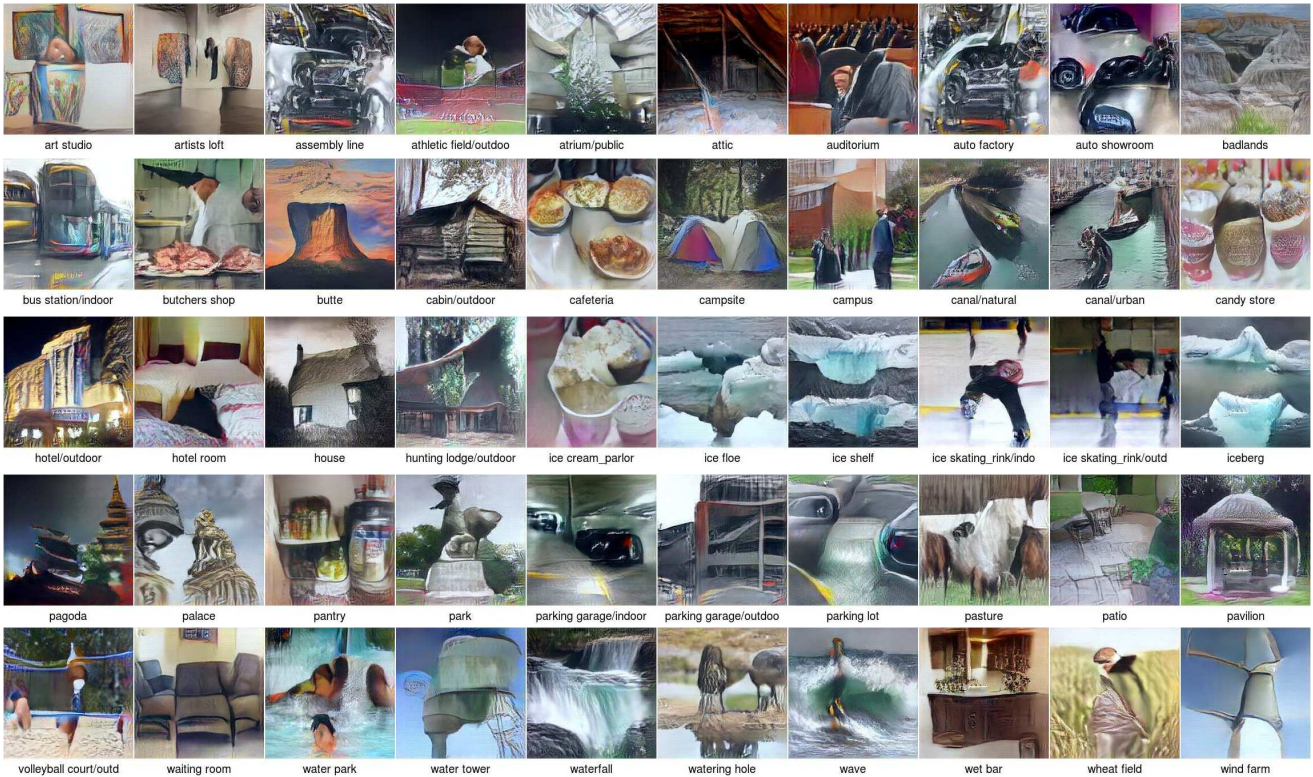 art studio artists loft assembly line athletic field/outdoo atrium/public attic auditorium auto factory auto showroom badlands
bus station/indoor butchers shop butte cabin/outdoor cafeteria campsite campus canal/natural canal/urban candy store
hotel/outdoor hotel room house hunting lodge/outdoor ice cream_parlor ice floe ice shelf ice skating_rink/indo ice skating_rink/outd iceberg
pagoda palace pantry park parking garage/indoor parking garage/outdoo parking lot pasture patio pavilion
volleyball court/outd waiting room water park water tower waterfall watering hole wave wet bar wheat field wind farm